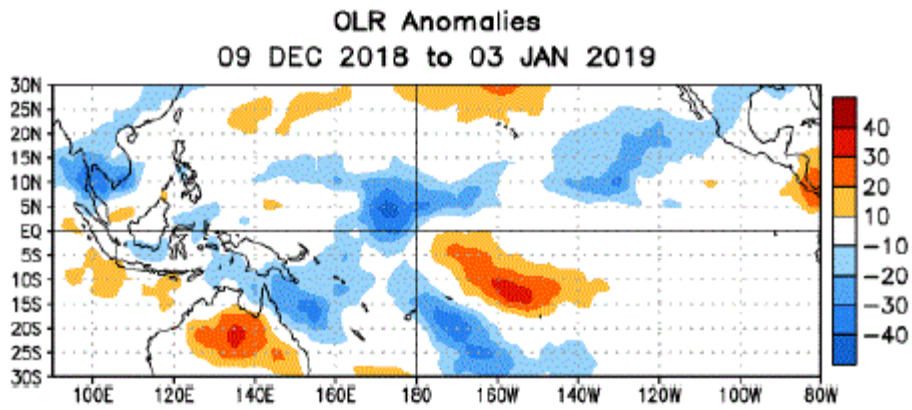 OLR Anomalies
09 DEC 2018 to 03 JAN 2019
30N
25N
20N
15N
10N
5N
EQ
5S
10S
15S
20S
25S
30S
100E 120E 140E 160E 180 160W 140W 120W 100W 80W
40
30
20
10
-10
-20
-30
-40